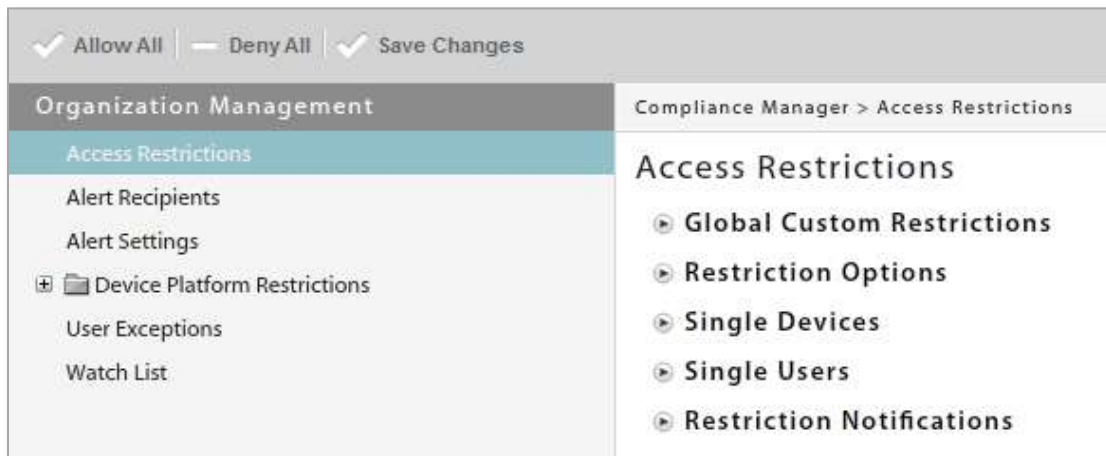 Allow All Deny All Save Changes
Organization Management
Access Restrictions
Alert Recipients
Alert Settings
Device Platform Restrictions
User Exceptions
Watch List
Compliance Manager > Access Restrictions
Access Restrictions
Global Custom Restrictions
Restriction Options
Single Devices
Single Users
Restriction Notifications